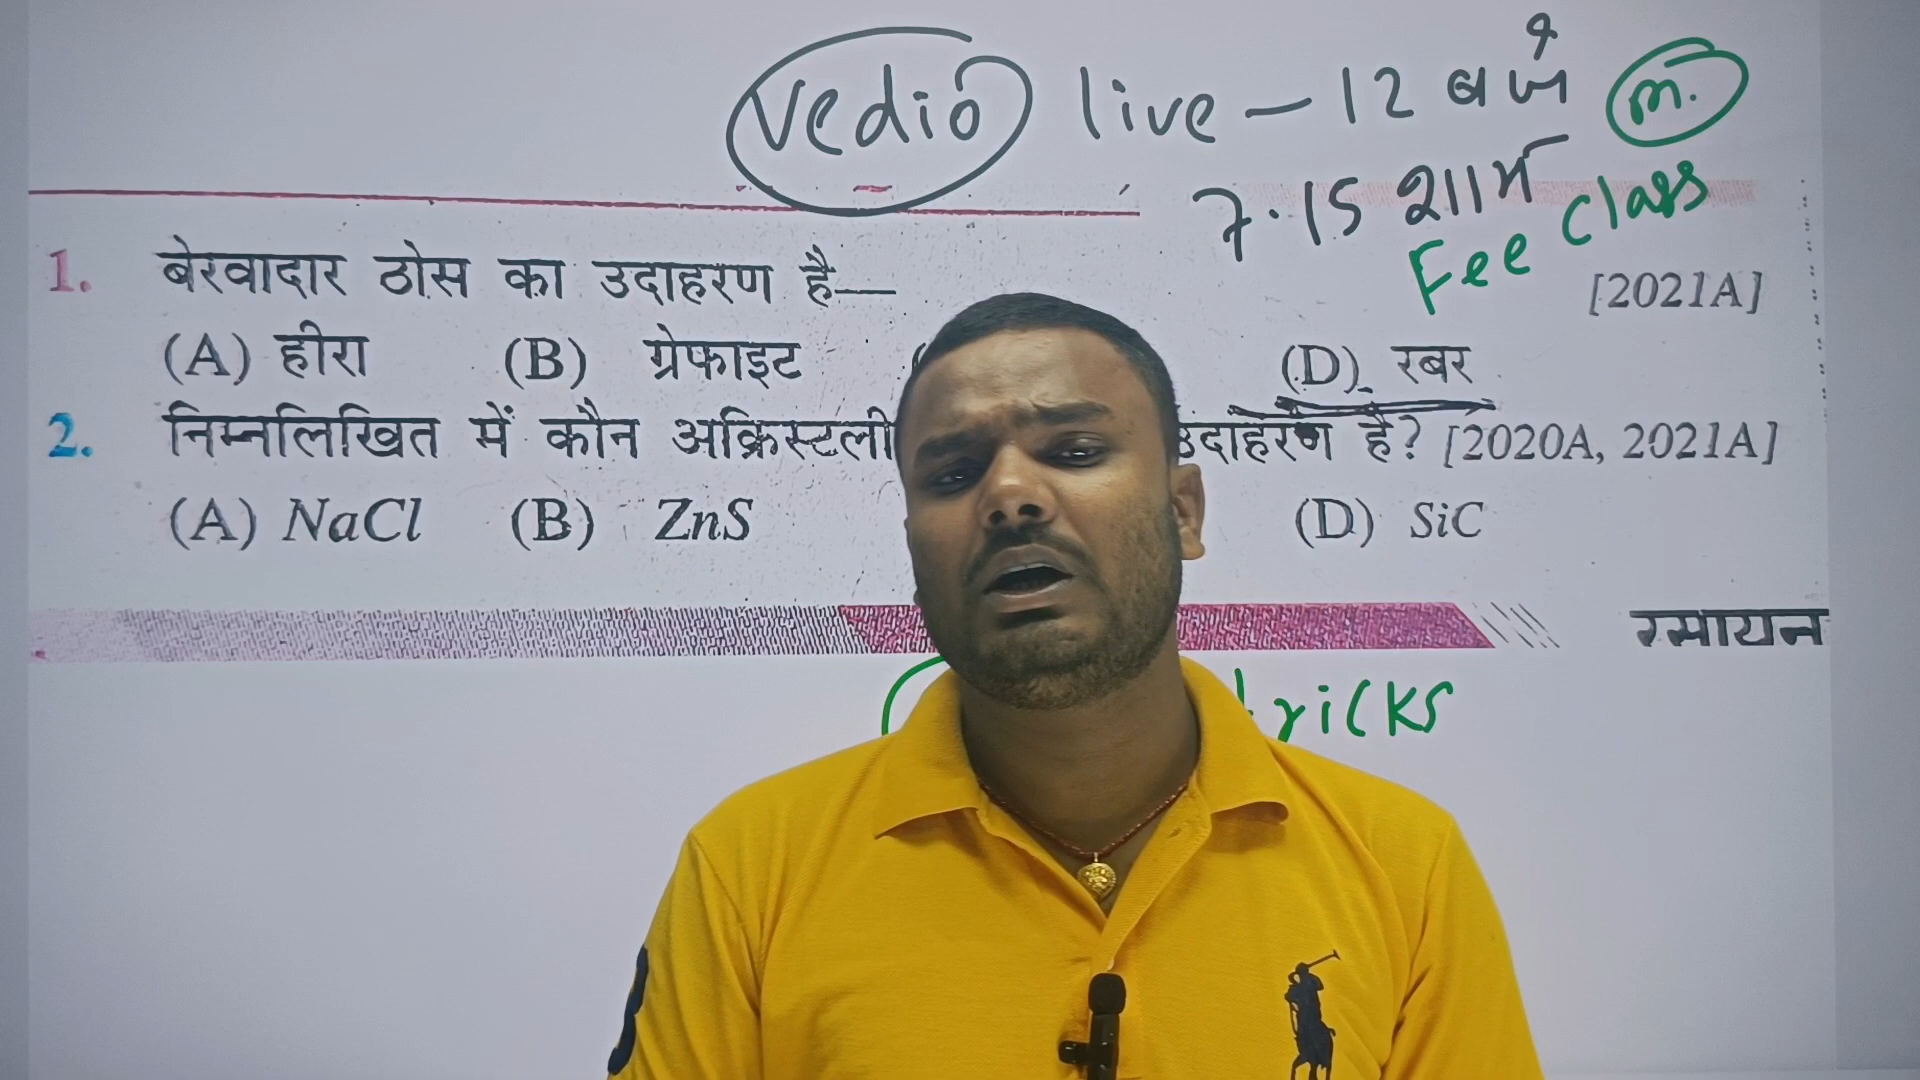 vedio live - 12 बजे
7.15 शाम
Fee Class
1. बेरवादार ठोस का उदाहरण है— [2021A]
(A) हीरा (B) ग्रेफाइट (D) रबर
2. निम्नलिखित में कौन अक्रिस्टली उदाहरण है? [2020A, 2021A]
(A) NaCl (B) ZnS (D) SiC
रसायन
tricks